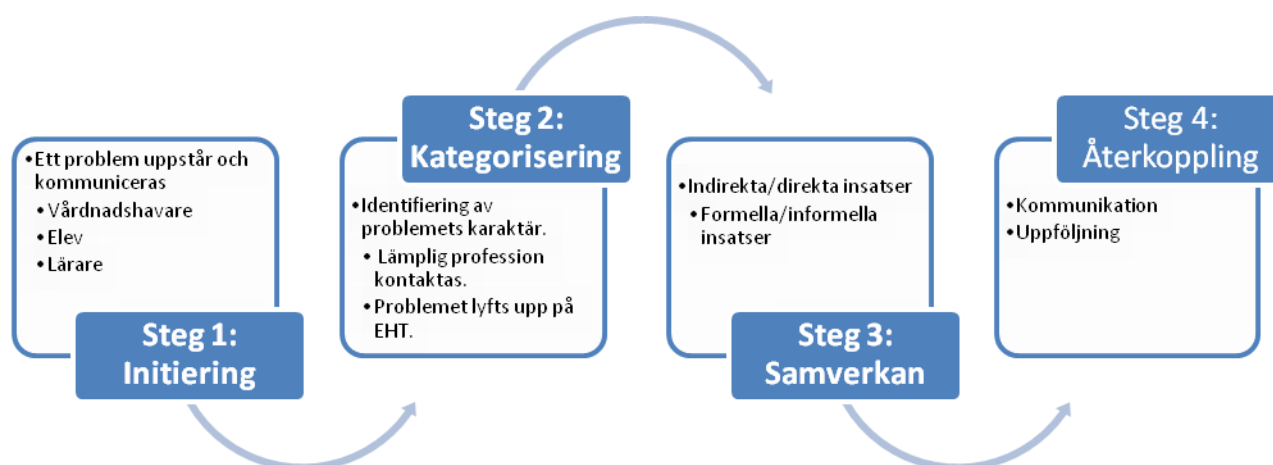 •Ett problem uppstår och
kommuniceras
•Vårdnadshavare
•Elev
•Lärare
Steg 1:
Initiering
Steg 2:
Kategorisering
•Identifiering av
problemets karaktär.
• Lämplig profession
kontaktas.
•Problemet lyfts upp på
EHT.
•Indirekta/direkta insatser
•Formella/informella
insatser
Steg 3:
Samverkan
Steg 4:
Återkoppling
•Kommunikation
•Uppföljning